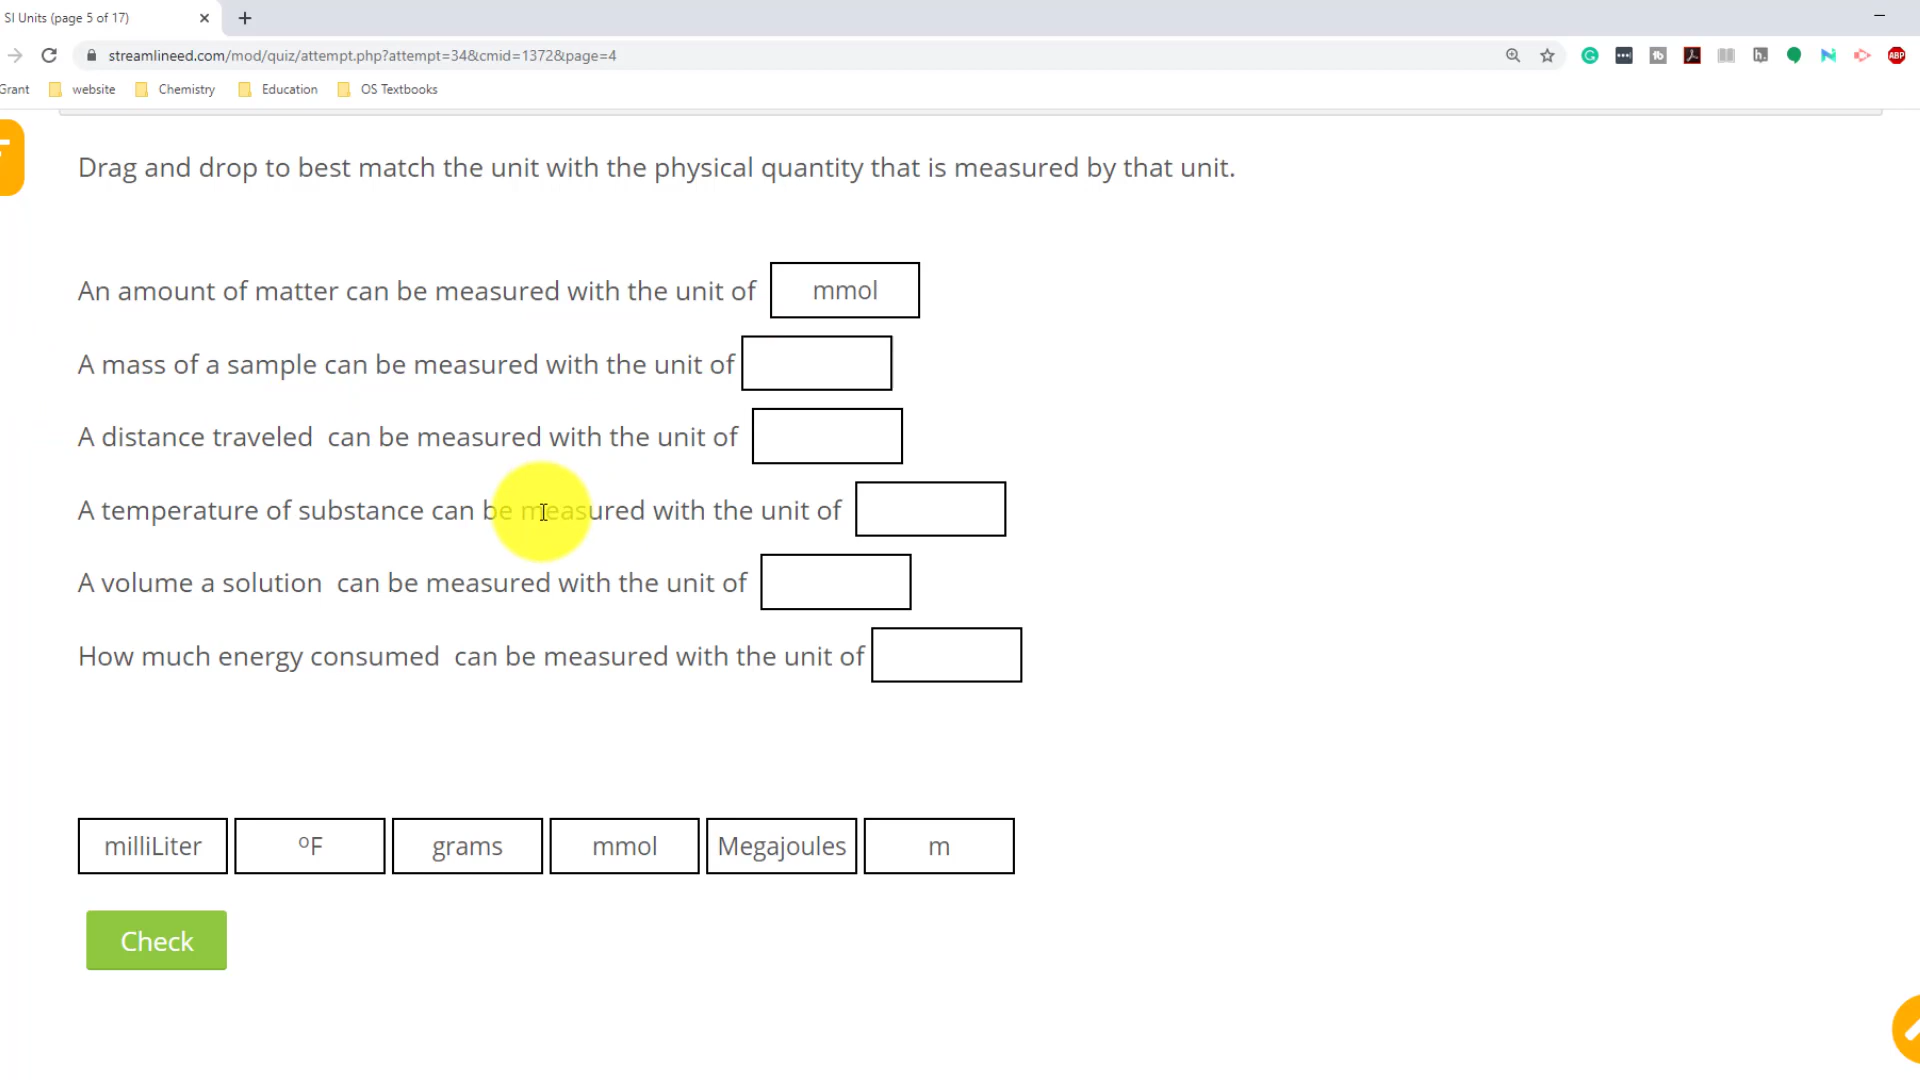 SI Units (page 5 of 17)
streamlineed.com/mod/quiz/attempt.php?attempt=34&cmid=1372&page=4
Grant website Chemistry Education OS Textbooks
Drag and drop to best match the unit with the physical quantity that is measured by that unit.
An amount of matter can be measured with the unit of mmol
A mass of a sample can be measured with the unit of
A distance traveled can be measured with the unit of
A temperature of substance can be measured with the unit of
A volume a solution can be measured with the unit of
How much energy consumed can be measured with the unit of
milliLiter ºF grams mmol Megajoules m
Check